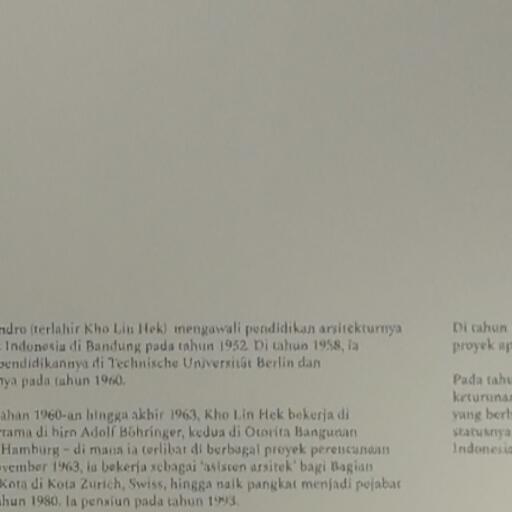 ndro (terlahir Kho Lin Hek) mengawali pendidikan arsitekturnya
Indonesia di Bandung pada tahun 1952. Di tahun 1958, ia
pendidikannya di Technische Universität Berlin dan
nya pada tahun 1960.
ahan 1960-an hingga akhir 1963, Kho Lin Hek bekerja di
rtama di biro Adolf Böhringer, kedua di Otorita Bangunan
Hamburg – di mana ia terlibat di berbagai proyek perencanaan
vember 1963, ia bekerja sebagai 'asisten arsitek' bagi Bagian
Kota di Kota Zurich, Swiss, hingga naik pangkat menjadi pejabat
ahun 1980. Ia pensiun pada tahun 1993.
Di tahun
proyek ap
Pada tahu
keturunan
yang berh
statusnya
Indonesia